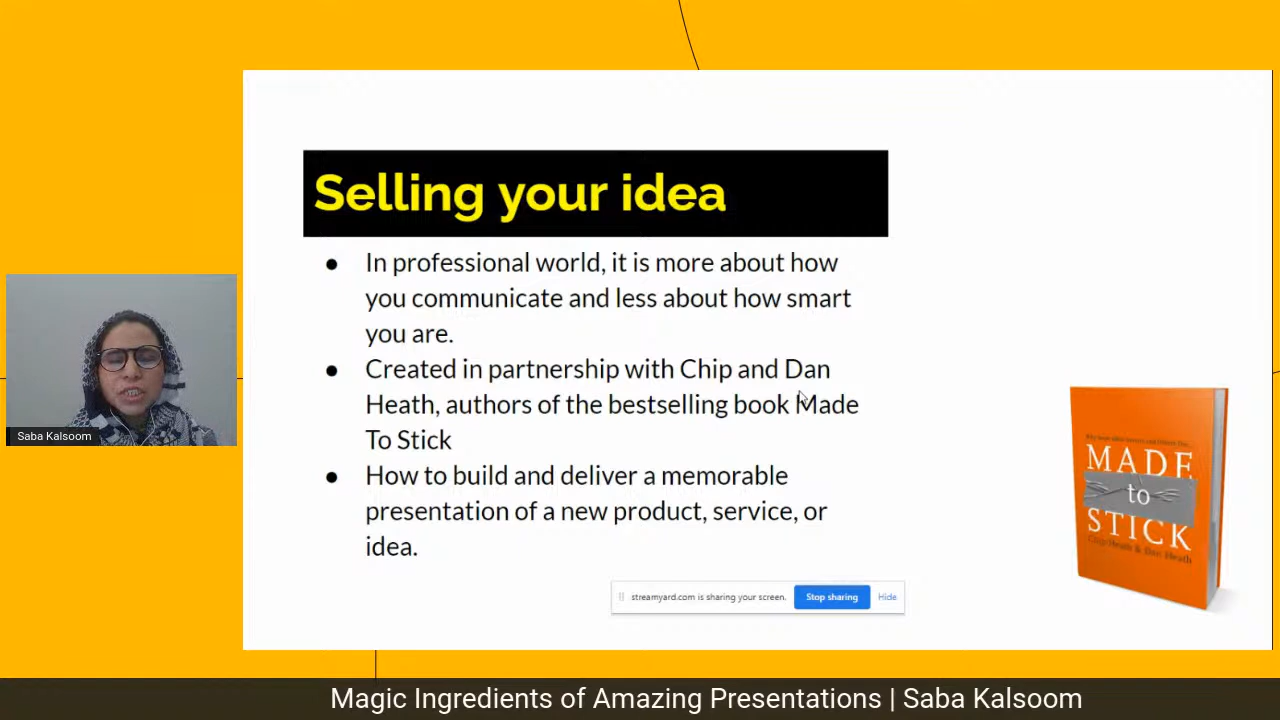 Selling your idea
● In professional world, it is more about how
you communicate and less about how smart
you are.
● Created in partnership with Chip and Dan
Heath, authors of the bestselling book Made
To Stick
● How to build and deliver a memorable
presentation of a new product, service, or
idea.
MADE
to
STICK
Chip Heath & Dan Heath
streamyard.com is sharing your screen.
Stop sharing
Hide
Saba Kalsoom
Magic Ingredients of Amazing Presentations | Saba Kalsoom